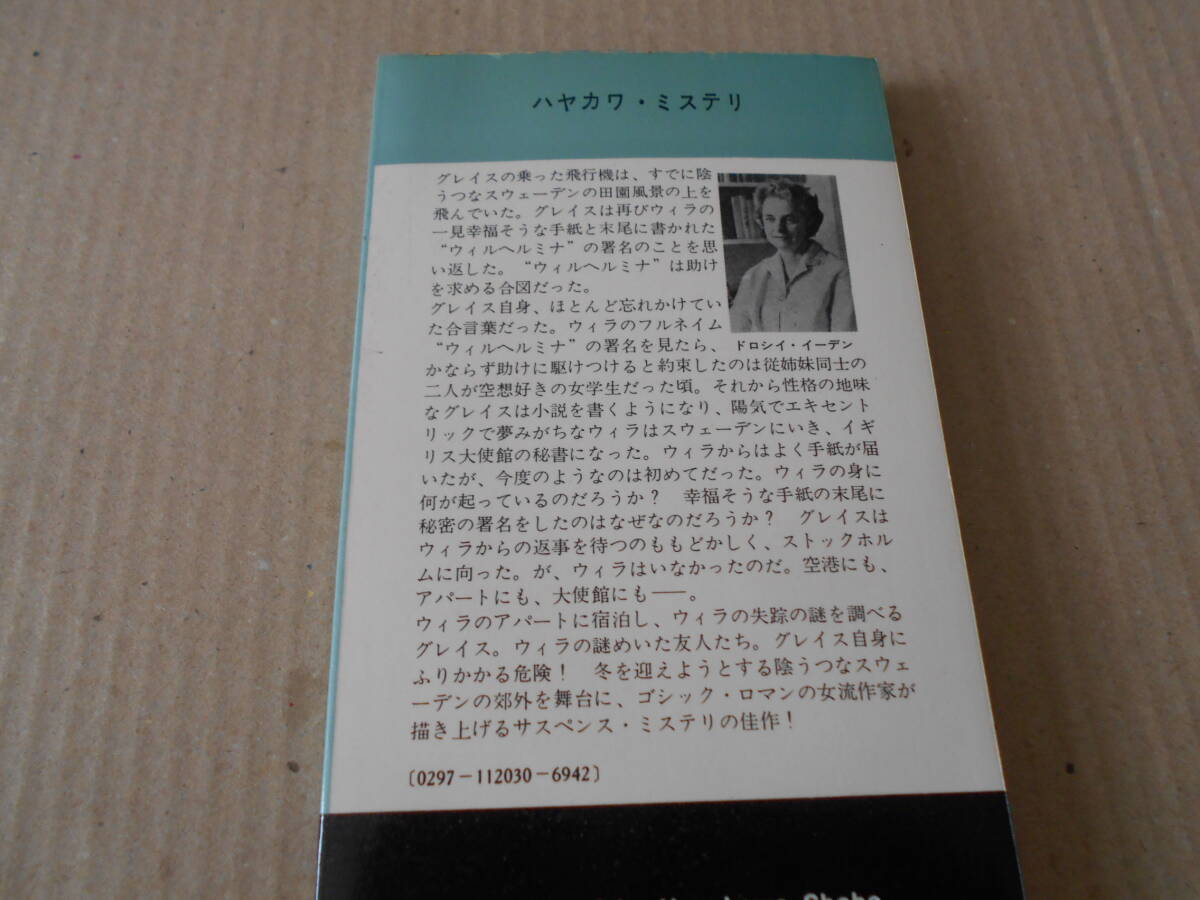 ハヤカワ・ミステリ
グレイスの乗った飛行機は、すでに陰
うつなスウェーデンの田園風景の上を
飛んでいた。グレイスは再びウィラの
一見幸福そうな手紙と末尾に書かれた
“ウィルヘルミナ”の署名のことを思
い返した。“ウィルヘルミナ”は助け
を求める合図だった。
グレイス自身、ほとんど忘れかけてい
た合言葉だった。ウィラのフルネイム
“ウィルヘルミナ”の署名を見たら、
ドロシイ・イーデン
かならず助けに駆けつけると約束したのは従姉妹同士の
二人が空想好きの女学生だった頃。それから性格の地味
なグレイスは小説を書くようになり、陽気でエキセント
リックで夢みがちなウィラはスウェーデンにいき、イギ
リス大使館の秘書になった。ウィラからはよく手紙が届
いたが、今度のようなのは初めてだった。ウィラの身に
何が起っているのだろうか？　幸福そうな手紙の末尾に
秘密の署名をしたのはなぜなのだろうか？　グレイスは
ウィラからの返事を待つのももどかしく、ストックホル
ムに向った。が、ウィラはいなかったのだ。空港にも、
アパートにも、大使館にも──。
ウィラのアパートに宿泊し、ウィラの失踪の謎を調べる
グレイス。ウィラの謎めいた友人たち。グレイス自身に
ふりかかる危険！　冬を迎えようとする陰うつなスウェ
ーデンの郊外を舞台に、ゴシック・ロマンの女流作家が
描き上げるサスペンス・ミステリの佳作！
〔0297－112030－6942〕